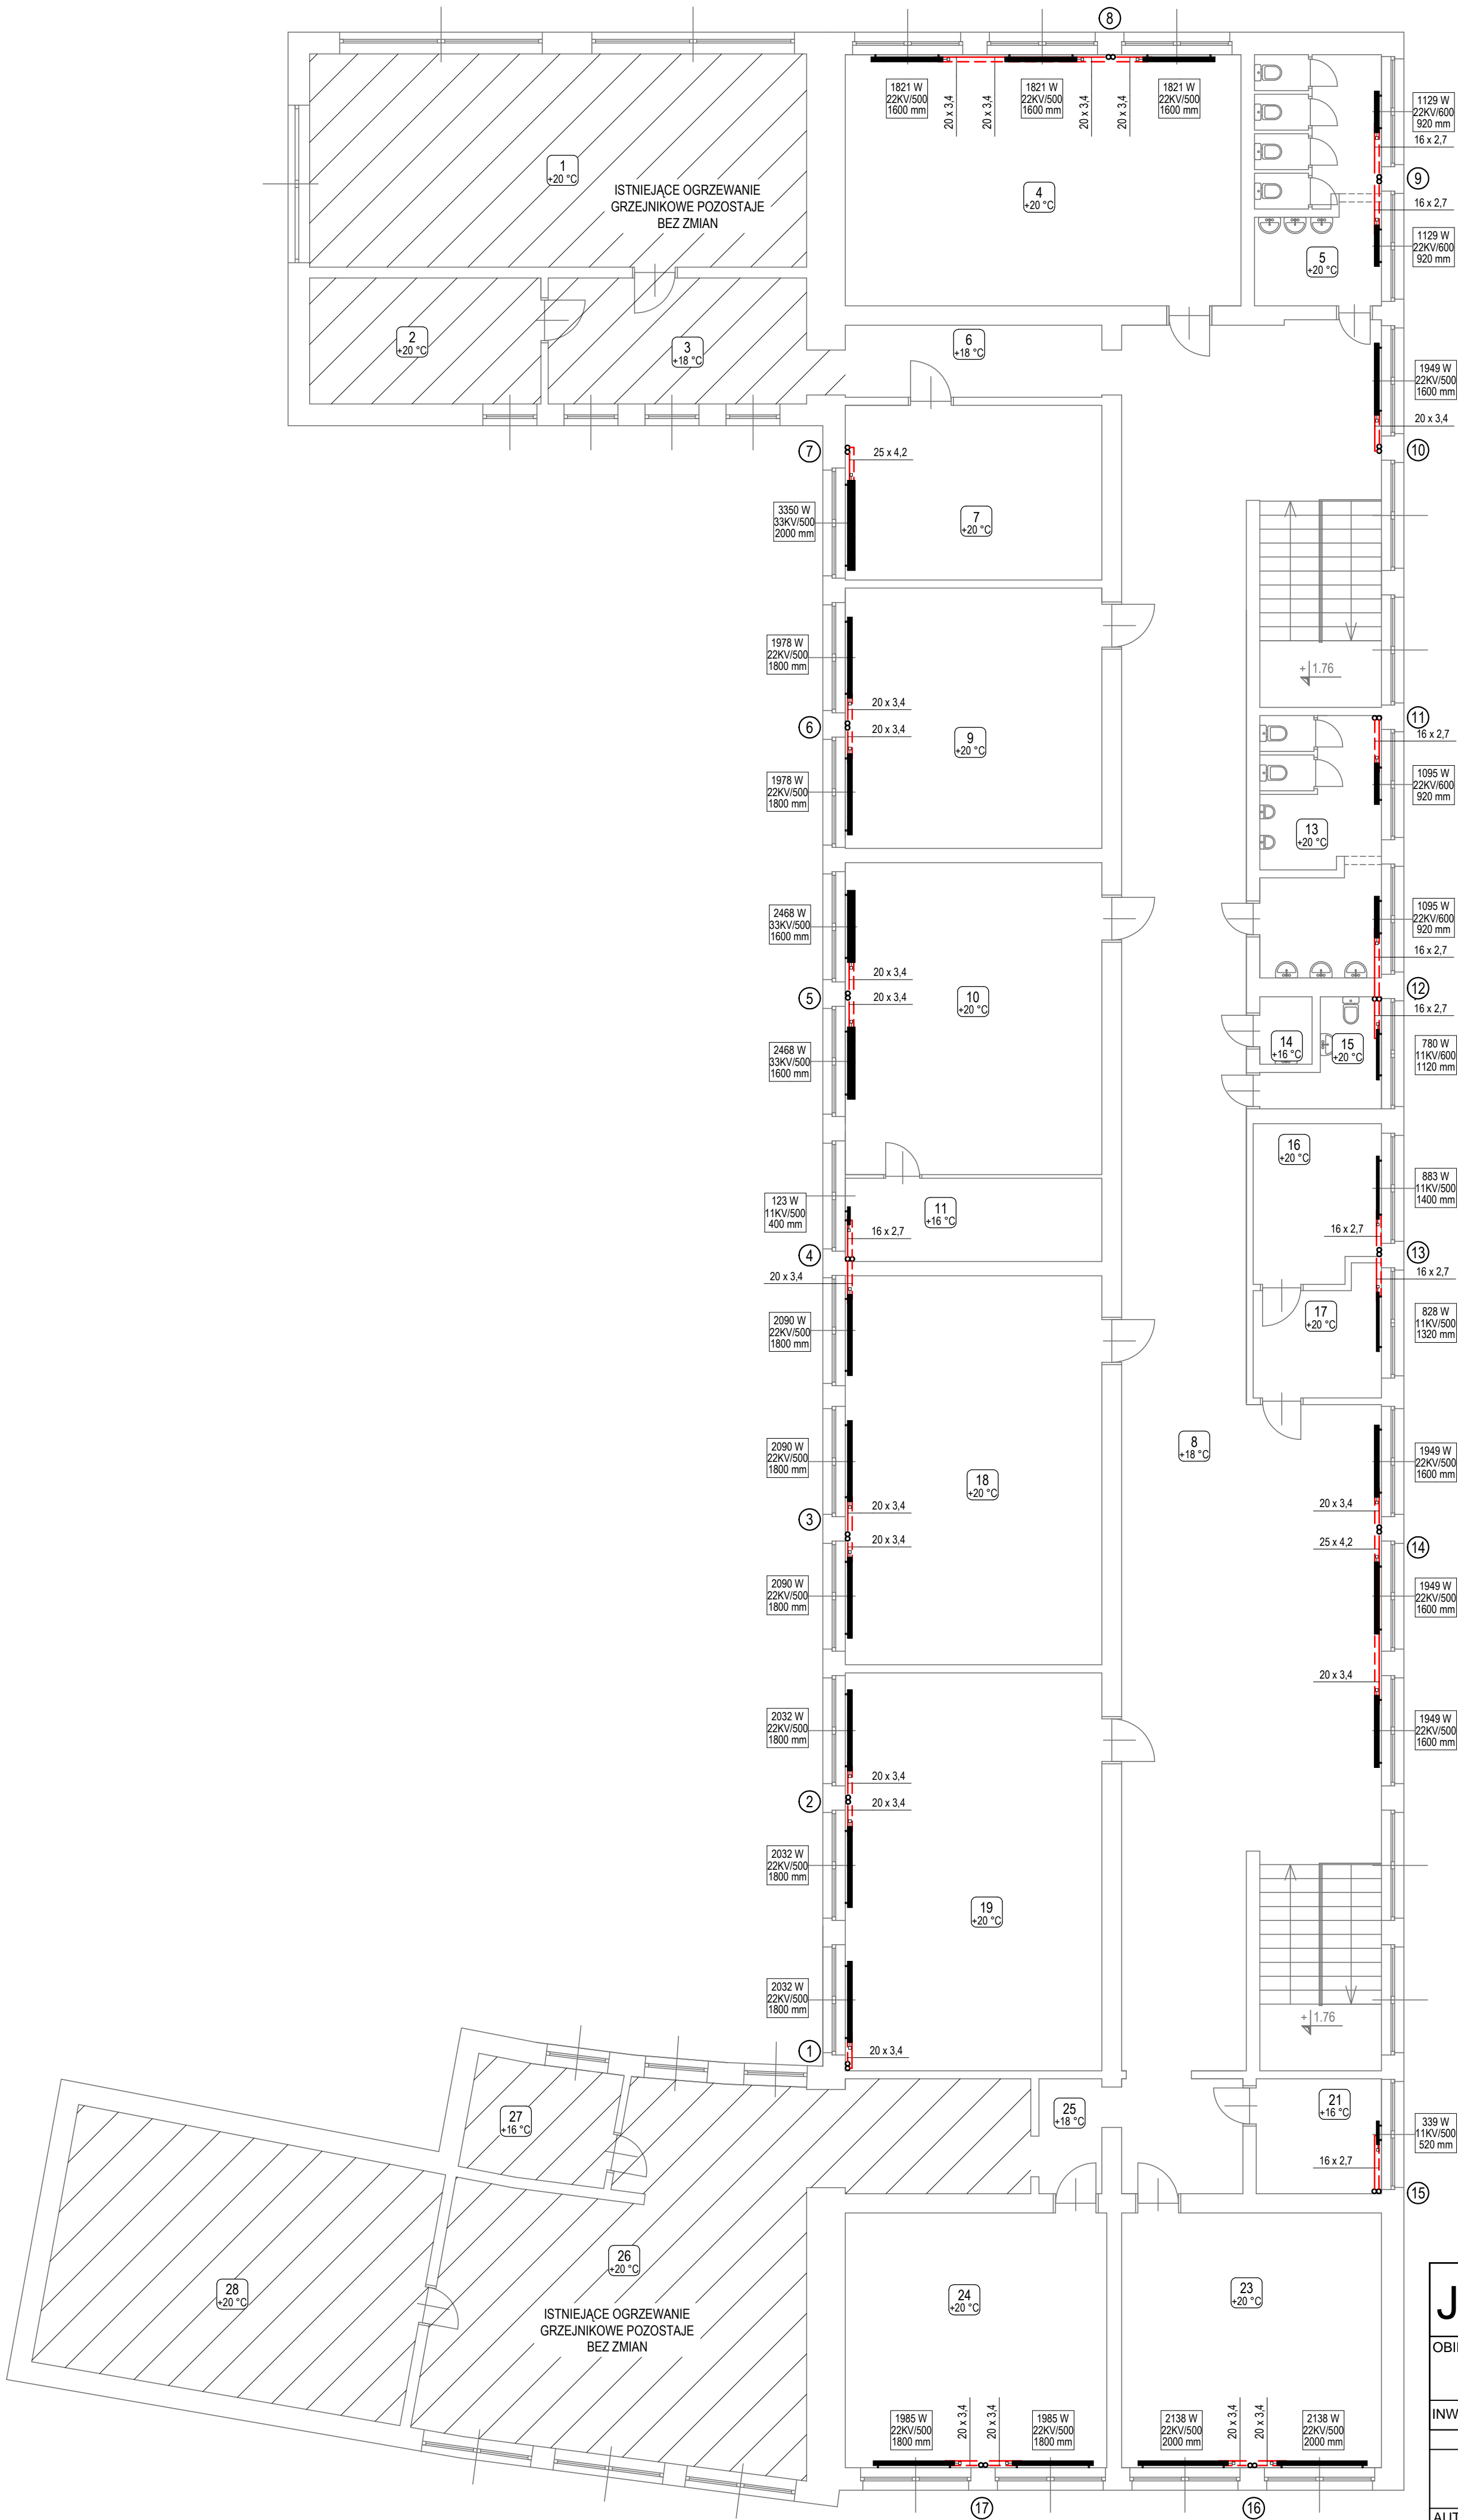 8
1821 W
22KV/500
1600 mm
20 x 3,4
20 x 3,4
1821 W
22KV/500
1600 mm
20 x 3,4
20 x 3,4
1821 W
22KV/500
1600 mm
1129 W
22KV/600
920 mm
16 x 2,7
9
16 x 2,7
1129 W
22KV/600
920 mm
1
+20 °C
ISTNIEJĄCE OGRZEWANIE
GRZEJNIKOWE POZOSTAJE
BEZ ZMIAN
4
+20 °C
5
+20 °C
2
+20 °C
3
+18 °C
6
+18 °C
1949 W
22KV/500
1600 mm
20 x 3,4
10
7
25 x 4,2
3350 W
33KV/500
2000 mm
7
+20 °C
1978 W
22KV/500
1800 mm
+ 1.76
20 x 3,4
6
20 x 3,4
9
+20 °C
11
16 x 2,7
1978 W
22KV/500
1800 mm
1095 W
22KV/600
920 mm
13
+20 °C
2468 W
33KV/500
1600 mm
1095 W
22KV/600
920 mm
16 x 2,7
20 x 3,4
5
20 x 3,4
10
+20 °C
12
16 x 2,7
2468 W
33KV/500
1600 mm
14
+16 °C
15
+20 °C
780 W
11KV/600
1120 mm
16
+20 °C
123 W
11KV/500
400 mm
11
+16 °C
883 W
11KV/500
1400 mm
16 x 2,7
16 x 2,7
4
13
20 x 3,4
16 x 2,7
2090 W
22KV/500
1800 mm
17
+20 °C
828 W
11KV/500
1320 mm
2090 W
22KV/500
1800 mm
8
+18 °C
1949 W
22KV/500
1600 mm
18
+20 °C
20 x 3,4
3
20 x 3,4
20 x 3,4
25 x 4,2
14
2090 W
22KV/500
1800 mm
1949 W
22KV/500
1600 mm
20 x 3,4
2032 W
22KV/500
1800 mm
1949 W
22KV/500
1600 mm
20 x 3,4
2
20 x 3,4
2032 W
22KV/500
1800 mm
19
+20 °C
2032 W
22KV/500
1800 mm
+ 1.76
1
20 x 3,4
27
+16 °C
25
+18 °C
21
+16 °C
339 W
11KV/500
520 mm
16 x 2,7
15
28
+20 °C
26
+20 °C
ISTNIEJĄCE OGRZEWANIE
GRZEJNIKOWE POZOSTAJE
BEZ ZMIAN
24
+20 °C
23
+20 °C
J
OBI
INW
1985 W
22KV/500
1800 mm
20 x 3,4
20 x 3,4
1985 W
22KV/500
1800 mm
2138 W
22KV/500
2000 mm
20 x 3,4
20 x 3,4
2138 W
22KV/500
2000 mm
17
16
AUT